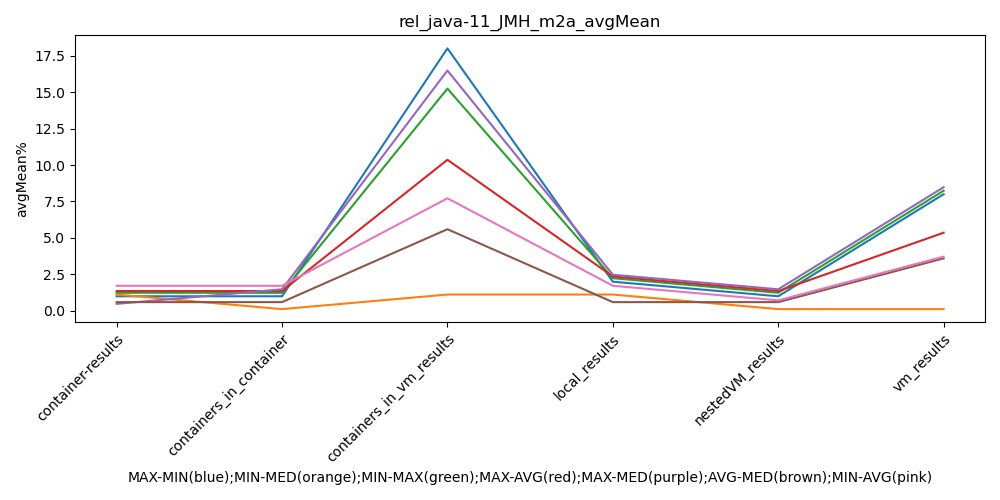 rel_java-11_JMH_m2a_avgMean
avgMean%
17.5
15.0
12.5
10.0
7.5
5.0
2.5
0.0
container-results
containers_in_container
containers_in_vm_results
local_results
nestedVM_results
vm_results
MAX-MIN(blue);MIN-MED(orange);MIN-MAX(green);MAX-AVG(red);MAX-MED(purple);AVG-MED(brown);MIN-AVG(pink)